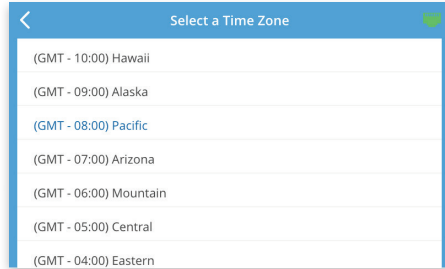 Select a Time Zone
(GMT - 10:00) Hawaii
(GMT - 09:00) Alaska
(GMT - 08:00) Pacific
(GMT - 07:00) Arizona
(GMT - 06:00) Mountain
(GMT - 05:00) Central
(GMT - 04:00) Eastern